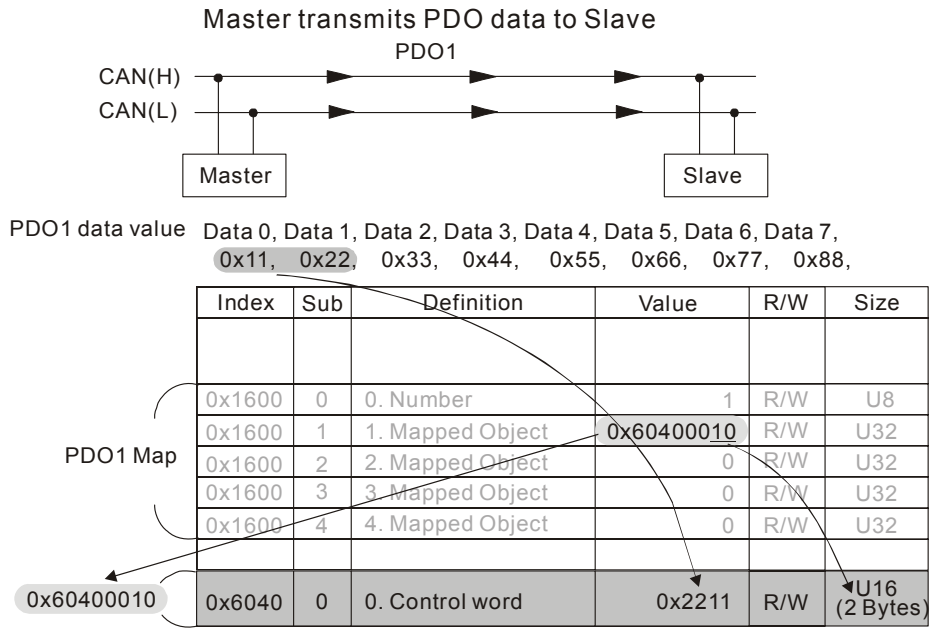 Master transmits PDO data to Slave
PDO1
CAN(H)
CAN(L)
Master
Slave
PDO1 data value Data 0, Data 1, Data 2, Data 3, Data 4, Data 5, Data 6, Data 7,
0x11, 0x22, 0x33, 0x44, 0x55, 0x66, 0x77, 0x88,
Index Sub Definition Value R/W Size
0x1600 0 0. Number 1 R/W U8
0x1600 1 1. Mapped Object 0x60400010 R/W U32
PDO1 Map
0x1600 2 2. Mapped Object 0 R/W U32
0x1600 3 3. Mapped Object 0 R/W U32
0x1600 4 4. Mapped Object 0 R/W U32
0x60400010
0x6040 0 0. Control word 0x2211 R/W U16
(2 Bytes)